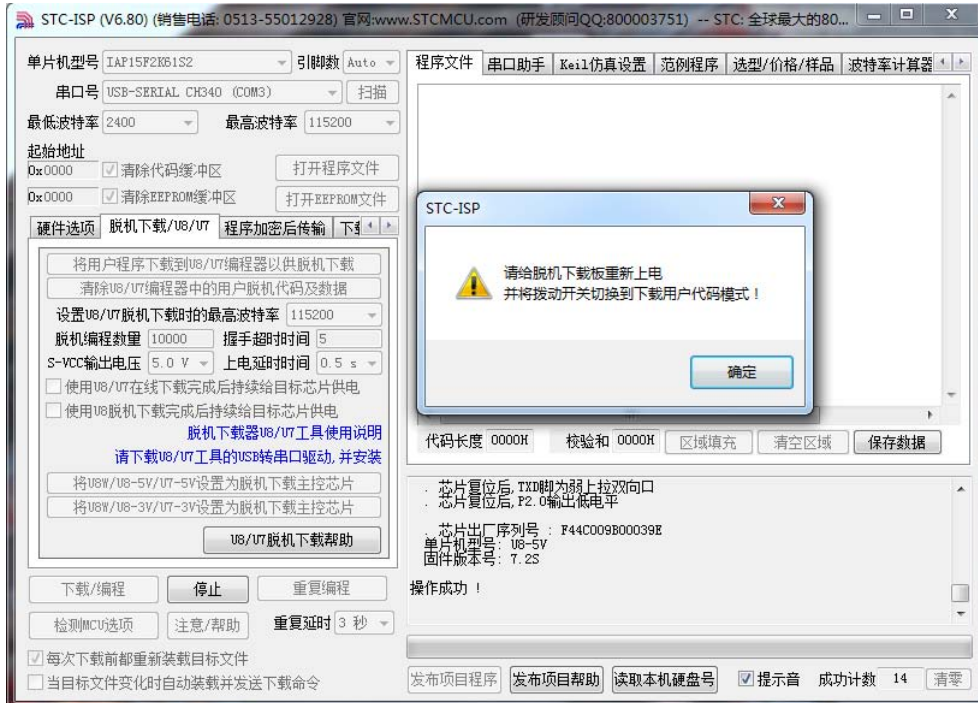 STC-ISP (V6.80) (销售电话: 0513-55012928) 官网:www.STCMCU.com (研发顾问QQ:800003751) -- STC: 全球最大的80...
单片机型号 IAP15F2K61S2 引脚数 Auto
串口号 USB-SERIAL CH340 (COM3) 扫描
最低波特率 2400 最高波特率 115200
起始地址
0x0000 清除代码缓冲区 打开程序文件
0x0000 清除EEPROM缓冲区 打开EEPROM文件
硬件选项 脱机下载/U8/U7 程序加密后传输
将用户程序下载到U8/U7编程器以供脱机下载
清除U8/U7编程器中的用户脱机代码及数据
设置U8/U7脱机下载时的最高波特率 115200
脱机编程数量 10000 握手超时时间 5
S-VCC输出电压 5.0 V 上电延时时间 0.5 s
使用U8/U7在线下载完成后持续给目标芯片供电
使用U8脱机下载完成后持续给目标芯片供电
脱机下载器U8/U7工具使用说明
请下载U8/U7工具的USB转串口驱动,并安装
将U8W/U8-5V/U7-5V设置为脱机下载主控芯片
将U8W/U8-3V/U7-3V设置为脱机下载主控芯片
U8/U7脱机下载帮助
下载/编程 停止 重复编程
检测MCU选项 注意/帮助 重复延时 3 秒
每次下载前都重新装载目标文件
当目标文件变化时自动装载并发送下载命令
程序文件 串口助手 Keil仿真设置 范例程序 选型/价格/样品 波特率计算器
STC-ISP
请给脱机下载板重新上电
并将拨动开关切换到下载用户代码模式！
确定
代码长度 0000H 校验和 0000H 区域填充 清空区域 保存数据
. 芯片复位后,TXD脚为弱上拉双向口
. 芯片复位后,P2.0输出低电平
. 芯片出厂序列号 : F44C009B00039E
单片机型号: U8-5V
固件版本号: 7.2S
操作成功 !
发布项目程序 发布项目帮助 读取本机硬盘号 提示音 成功计数 14 清零